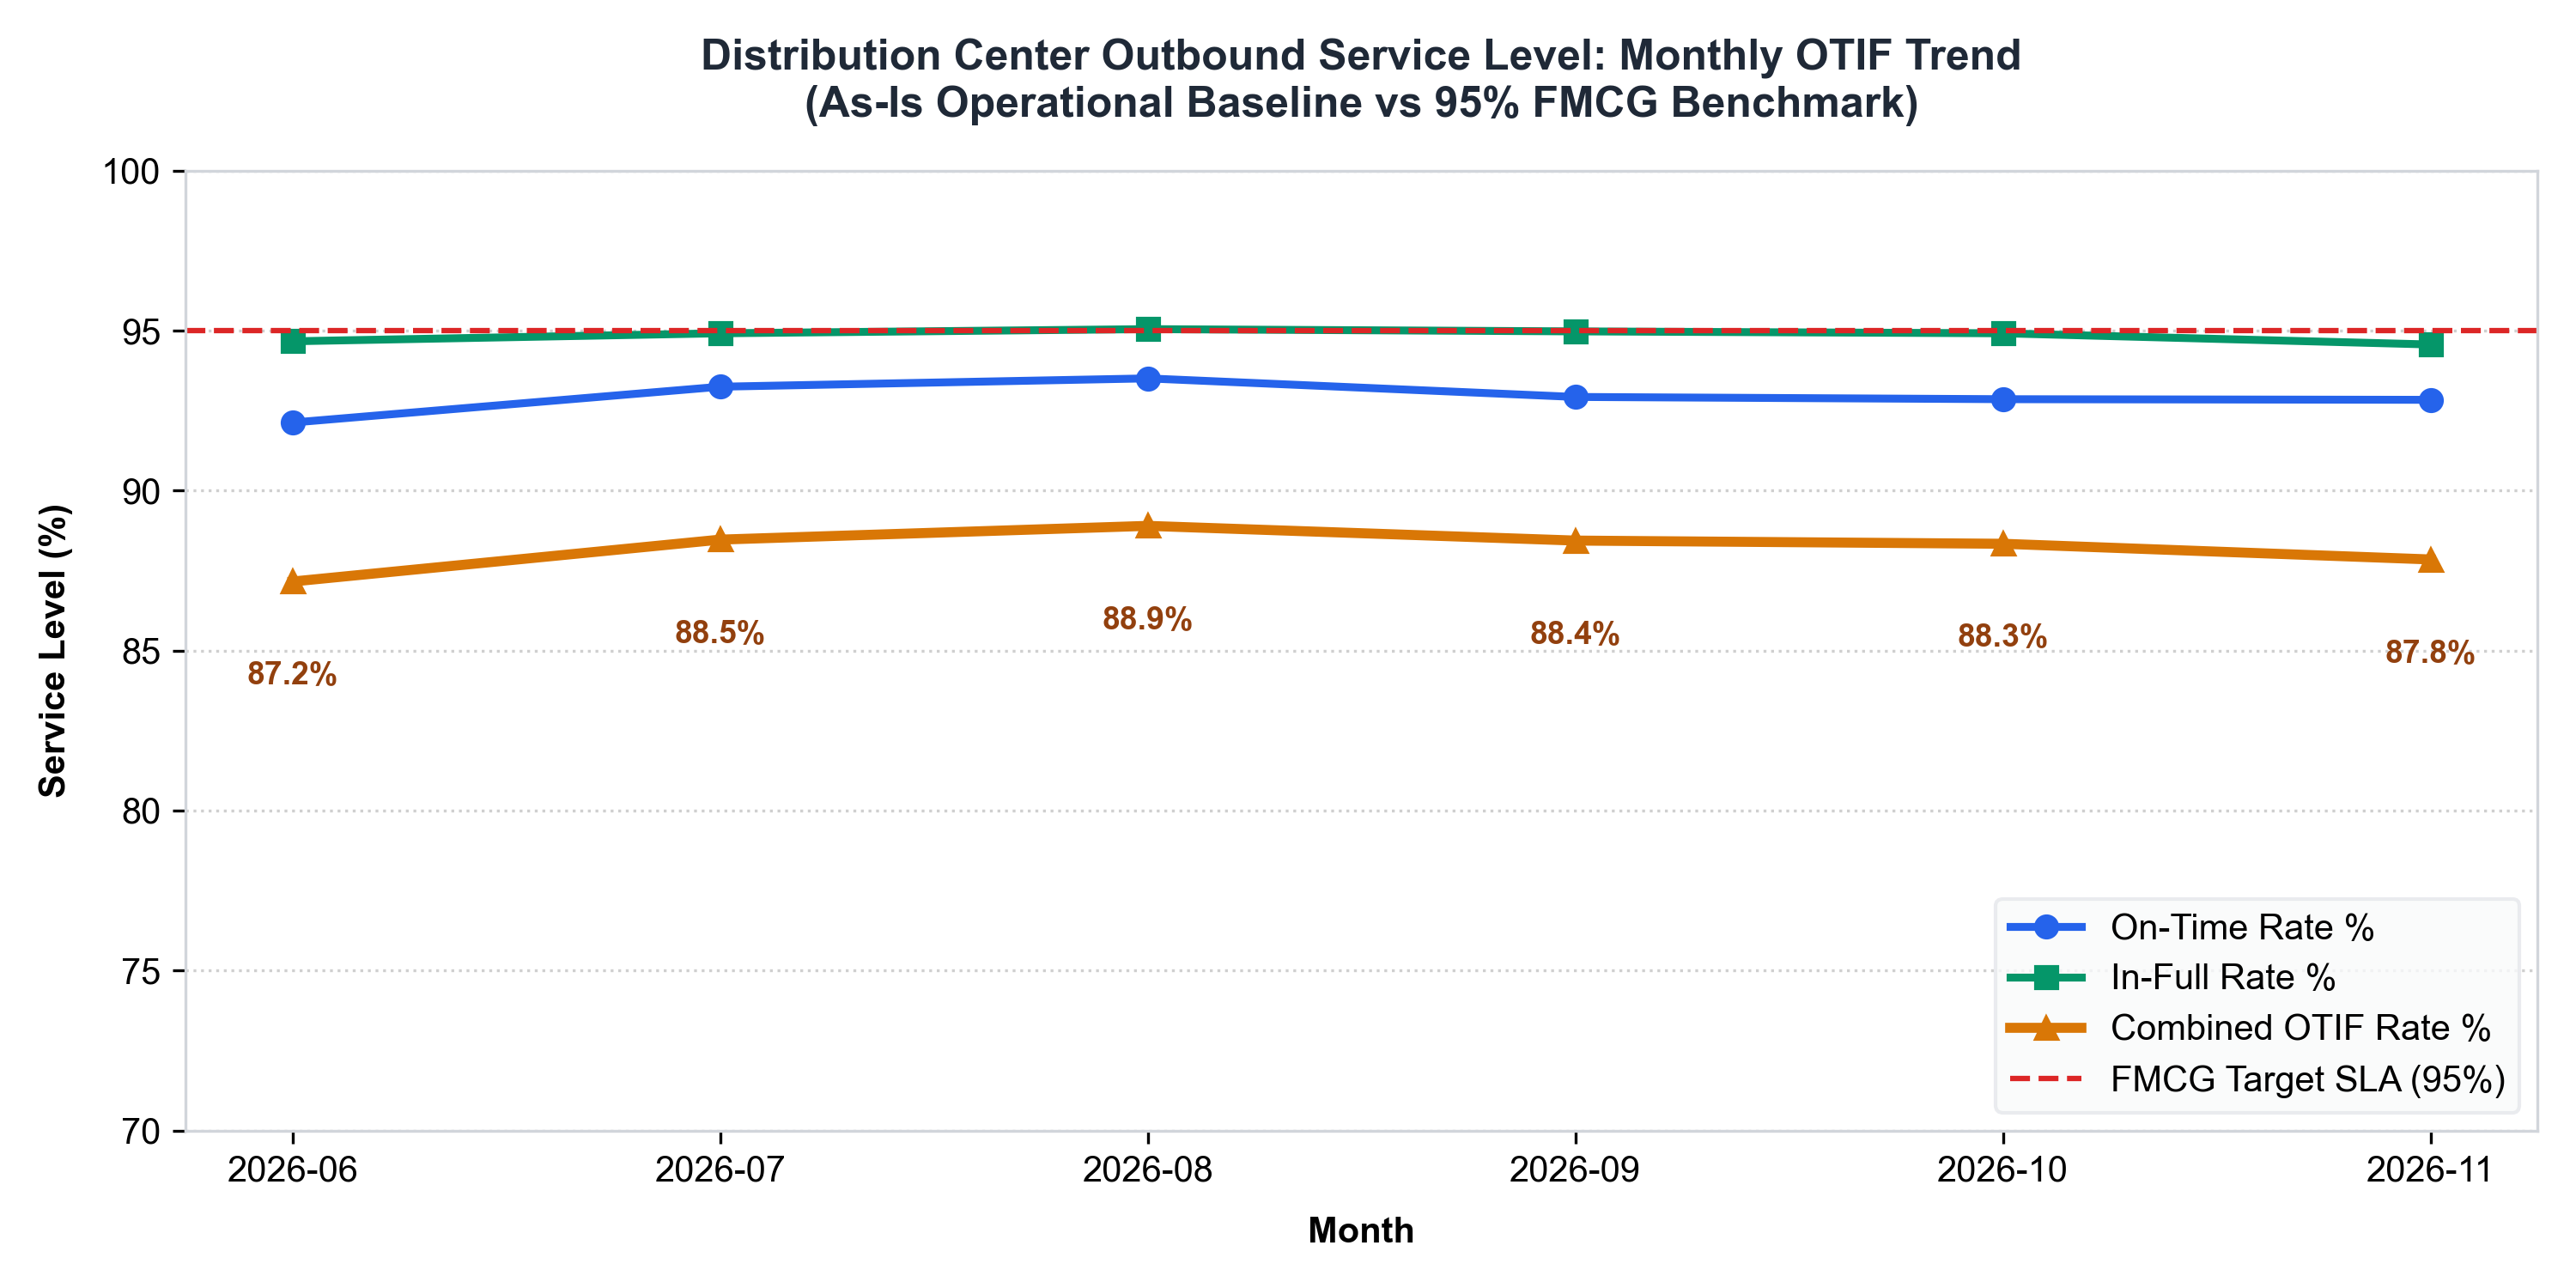 Distribution Center Outbound Service Level: Monthly OTIF Trend
(As-Is Operational Baseline vs 95% FMCG Benchmark)
Service Level (%)
100
95
90
85
80
75
70
87.2%
88.5%
88.9%
88.4%
88.3%
87.8%
On-Time Rate %
In-Full Rate %
Combined OTIF Rate %
FMCG Target SLA (95%)
2026-06
2026-07
2026-08
2026-09
2026-10
2026-11
Month